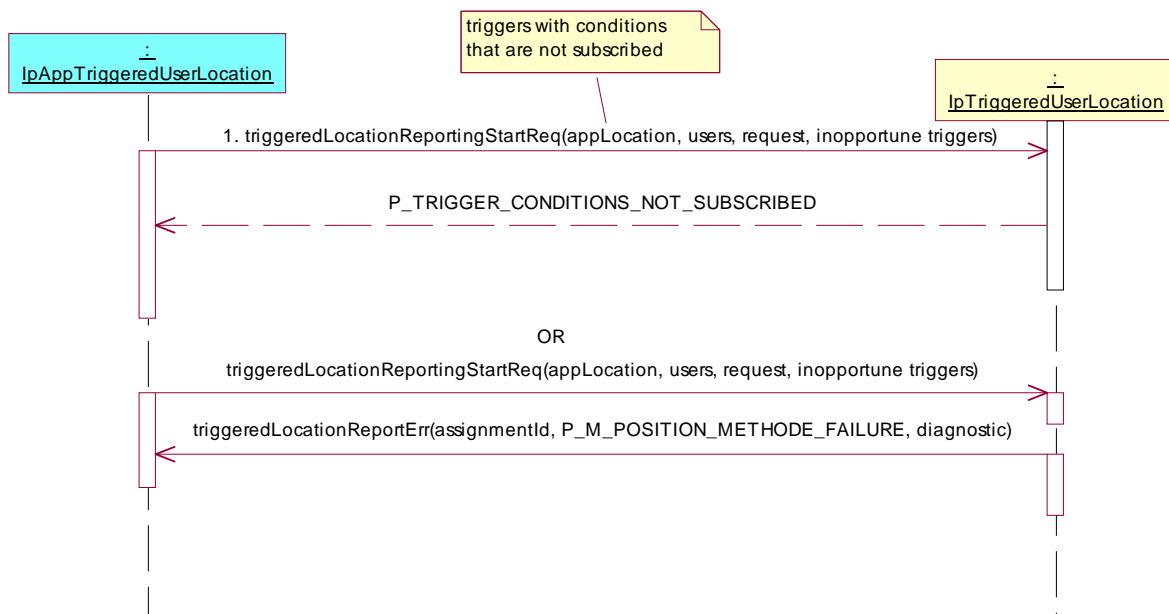 triggers with conditions
that are not subscribed
:
IpAppTriggeredUserLocation
:
IpTriggeredUserLocation
1. triggeredLocationReportingStartReq(appLocation, users, request, inopportune triggers)
P_TRIGGER_CONDITIONS_NOT_SUBSCRIBED
OR
triggeredLocationReportingStartReq(appLocation, users, request, inopportune triggers)
triggeredLocationReportErr(assignmentId, P_M_POSITION_METHODE_FAILURE, diagnostic)